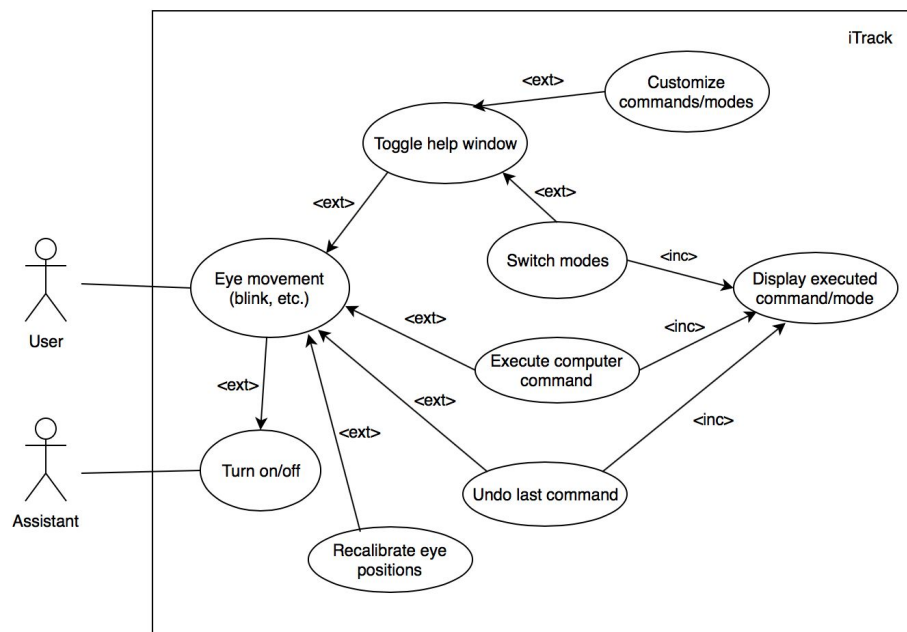 iTrack
<ext>
Customize
commands/modes
Toggle help window
<ext>
<ext>
Switch modes
<inc>
Eye movement
(blink, etc.)
Display executed
command/mode
User
<ext>
<inc>
Execute computer
command
<ext>
<ext>
<inc>
<ext>
Turn on/off
Undo last command
Assistant
Recalibrate eye
positions